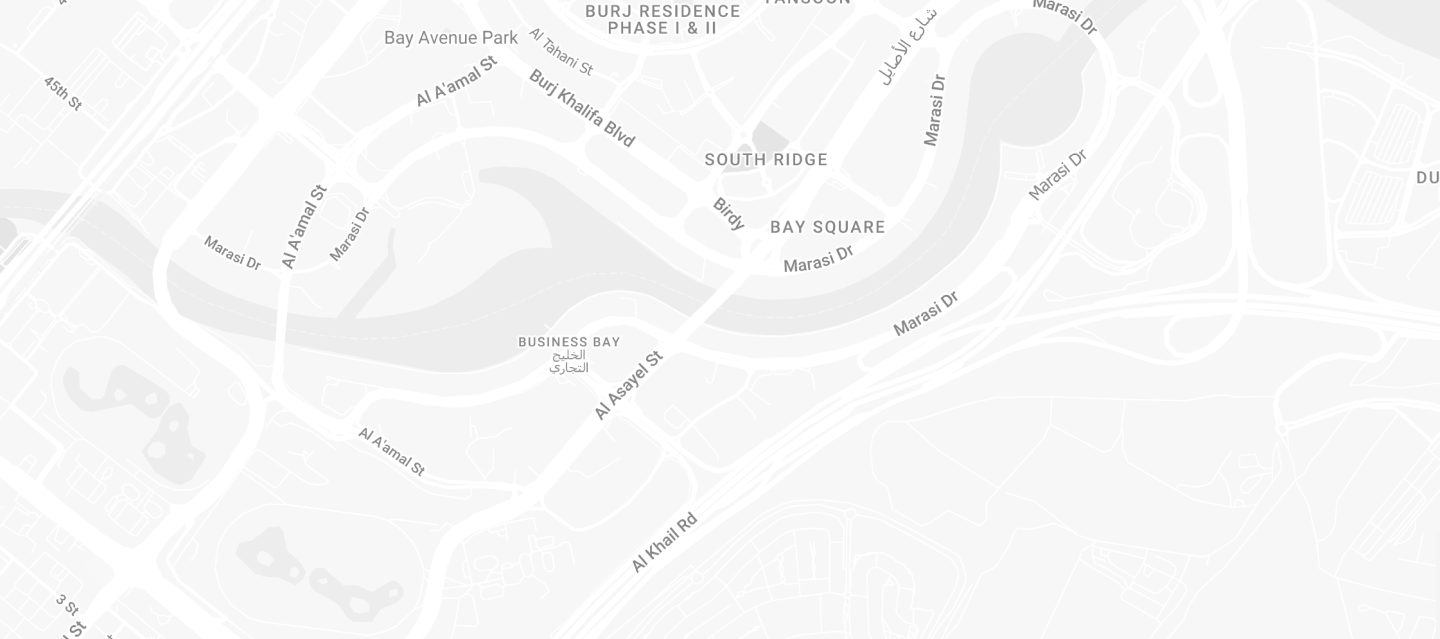 BURJ RESIDENCE
PHASE I & II
Marasi Dr
شارع الأصايل
Bay Avenue Park
Al Tahani St
Al A'amal St
45th St
Burj Khalifa Blvd
Marasi Dr
SOUTH RIDGE
Marasi Dr
DU
Al A'amal St
Marasi Dr
Birdy
BAY SQUARE
Marasi Dr
Marasi Dr
Marasi Dr
BUSINESS BAY
الخليج
التجاري
Al Asayel St
Al A'amal St
Al Khail Rd
3 St